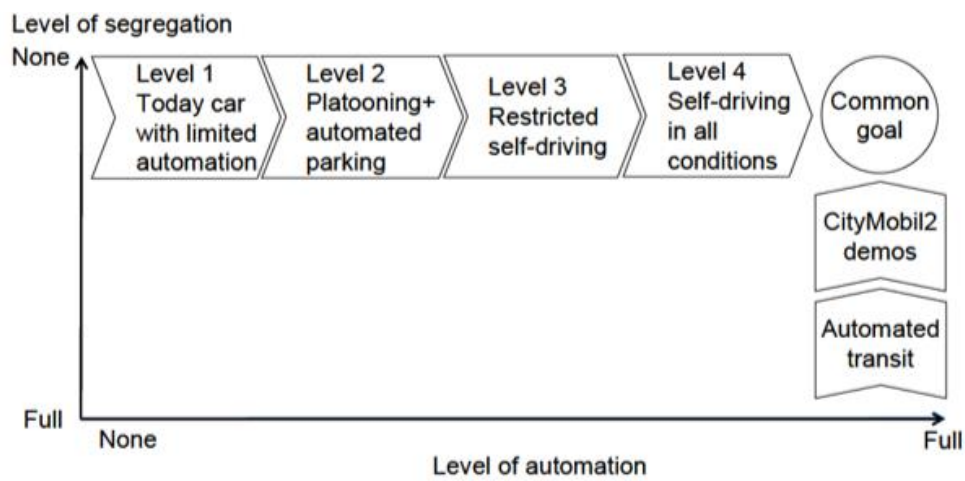 Level of segregation
None
Level 1
Today car
with limited
automation
Level 2
Platooning+
automated
parking
Level 3
Restricted
self-driving
Level 4
Self-driving
in all
conditions
Common
goal
CityMobil2
demos
Automated
transit
Full
None
Full
Level of automation